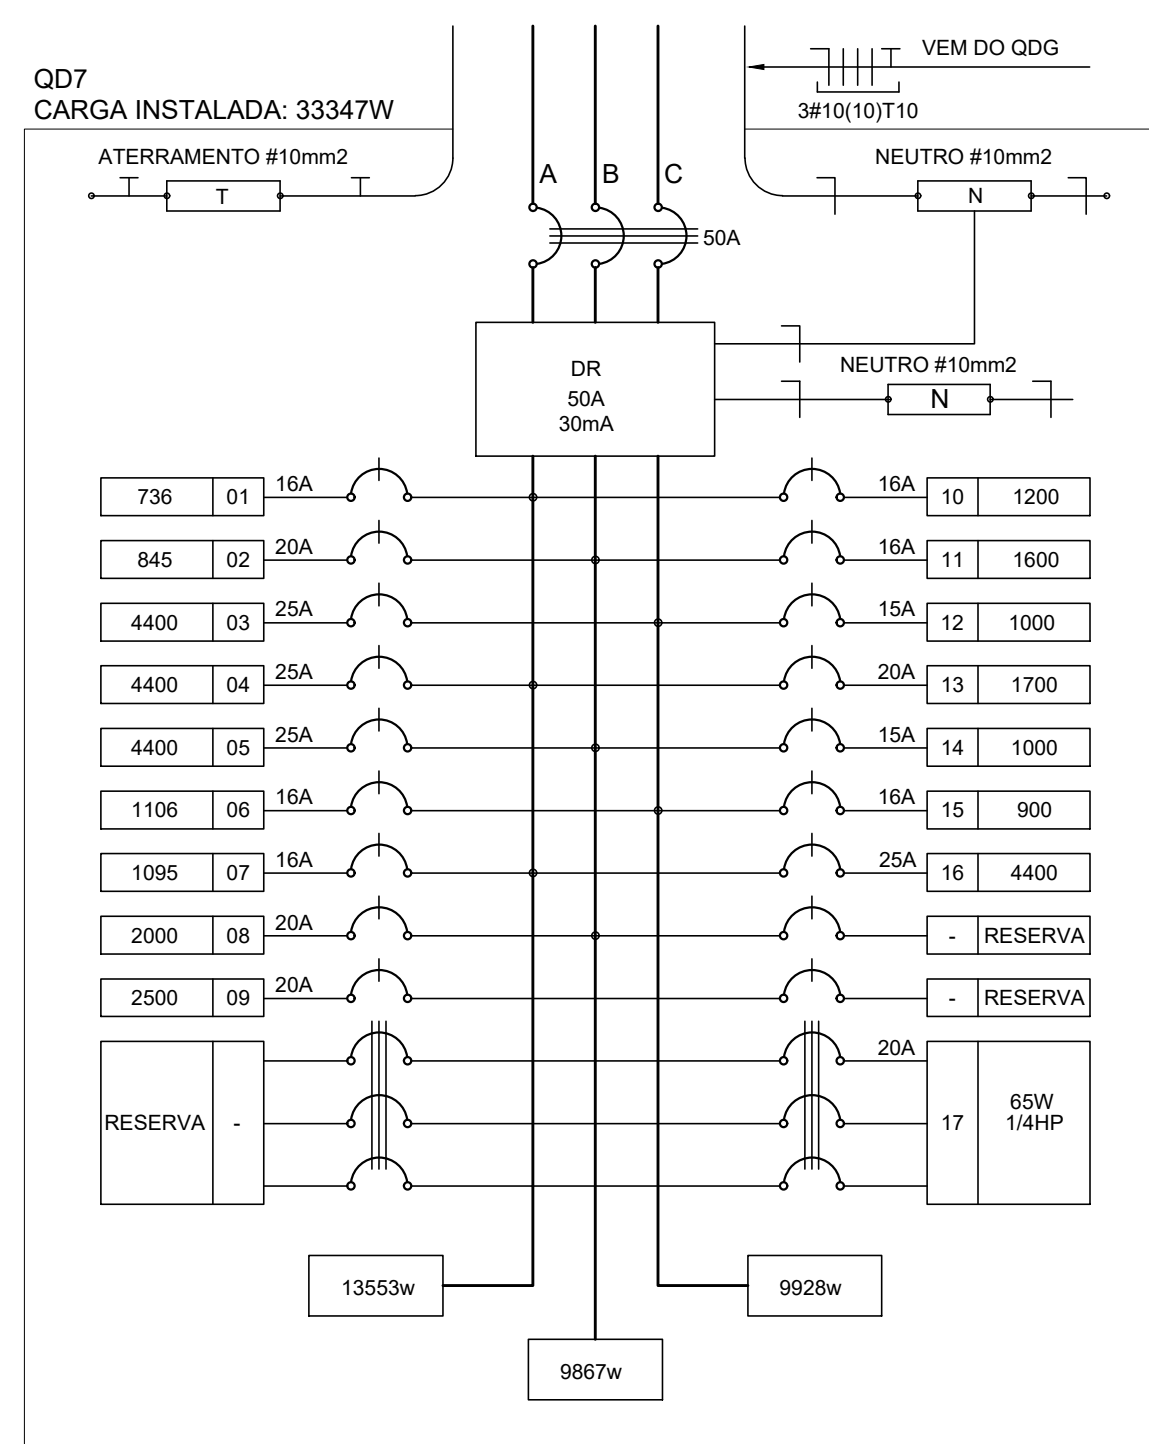 QD7
CARGA INSTALADA: 33347W
VEM DO QDG
3#10(10)T10
ATERRAMENTO #10mm2
T
A B C
NEUTRO #10mm2
N
50A
DR
50A
30mA
NEUTRO #10mm2
N
736 01 16A 16A 10 1200
845 02 20A 16A 11 1600
4400 03 25A 15A 12 1000
4400 04 25A 20A 13 1700
4400 05 25A 15A 14 1000
1106 06 16A 16A 15 900
1095 07 16A 25A 16 4400
2000 08 20A - RESERVA
2500 09 20A - RESERVA
20A
RESERVA - 17 65W
1/4HP
13553w
9928w
9867w